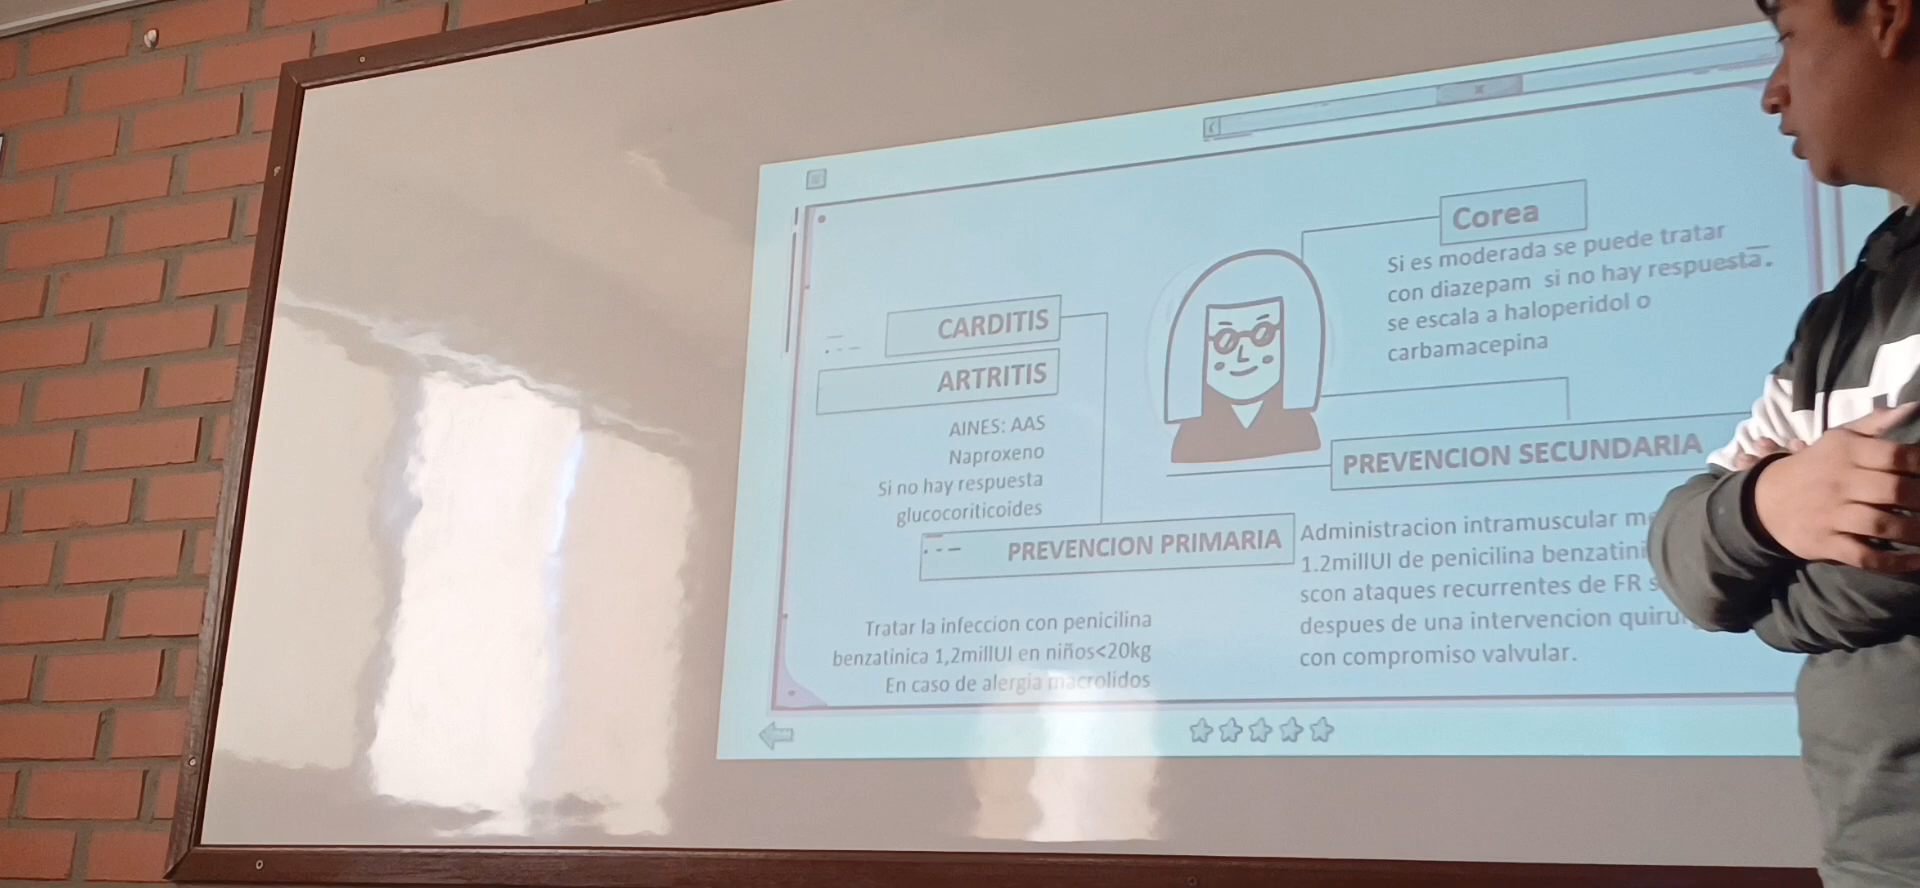 CARDITIS
ARTRITIS
AINES: AAS
Naproxeno
Si no hay respuesta
glucocoriticoides
PREVENCION PRIMARIA
Tratar la infeccion con penicilina
benzatinica 1,2millUI en niños<20kg
En caso de alergia macrolidos
Corea
Si es moderada se puede tratar
con diazepam si no hay respuesta.
se escala a haloperidol o
carbamacepina
PREVENCION SECUNDARIA
Administracion intramuscular
1.2millUI de penicilina
scon ataques recurrentes de FR
despues de una intervencion
con compromiso valvular.